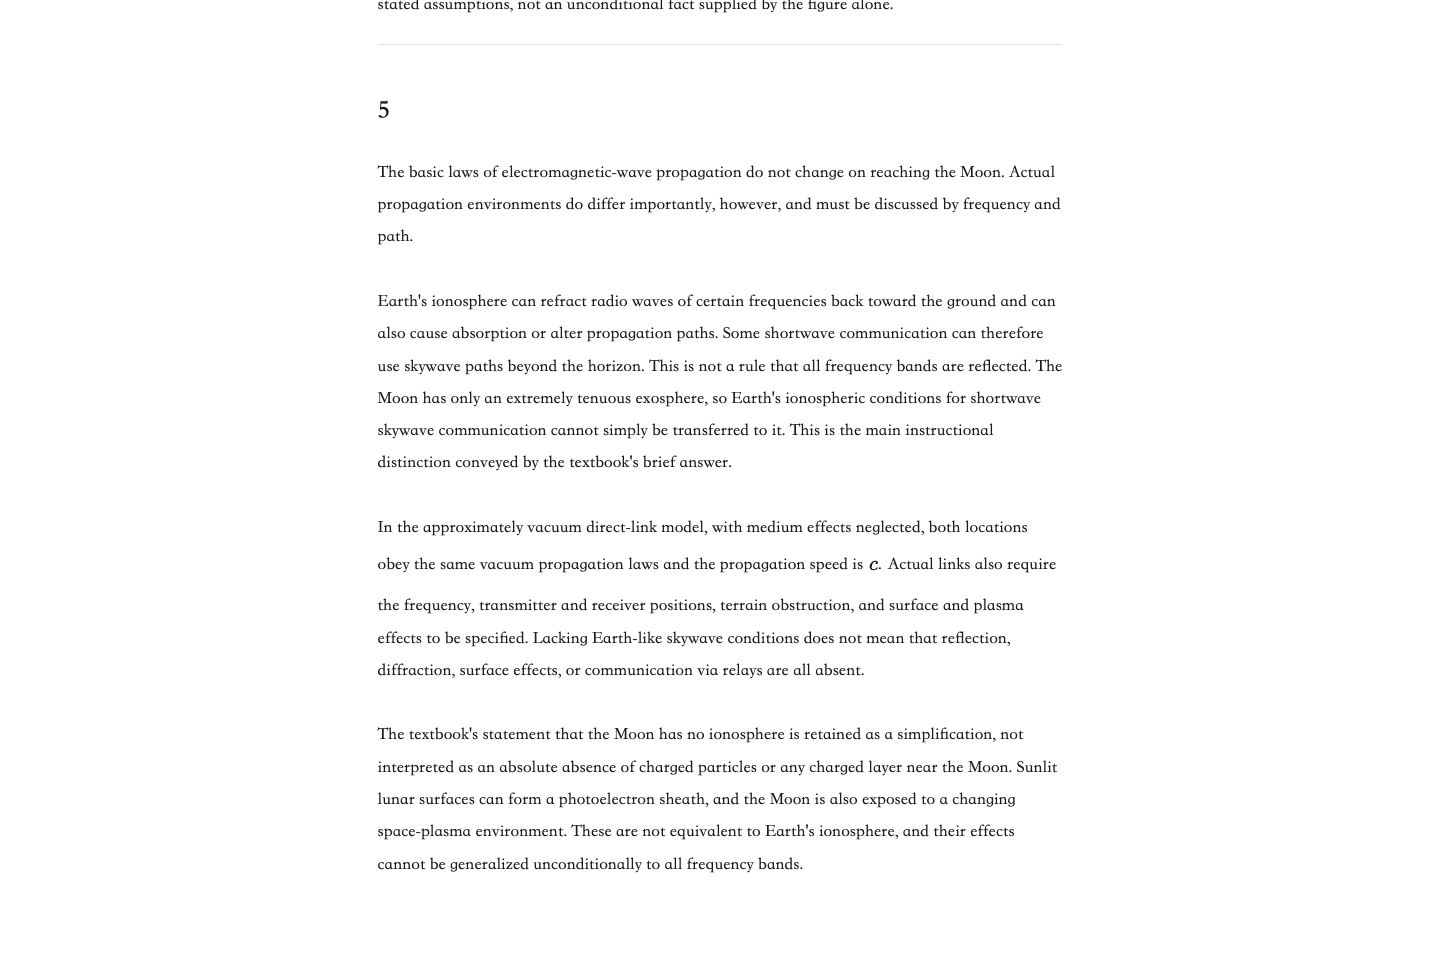 stated assumptions, not an unconditional fact supplied by the figure alone.
5
The basic laws of electromagnetic-wave propagation do not change on reaching the Moon. Actual
propagation environments do differ importantly, however, and must be discussed by frequency and
path.
Earth's ionosphere can refract radio waves of certain frequencies back toward the ground and can
also cause absorption or alter propagation paths. Some shortwave communication can therefore
use skywave paths beyond the horizon. This is not a rule that all frequency bands are reflected. The
Moon has only an extremely tenuous exosphere, so Earth's ionospheric conditions for shortwave
skywave communication cannot simply be transferred to it. This is the main instructional
distinction conveyed by the textbook's brief answer.
In the approximately vacuum direct-link model, with medium effects neglected, both locations
obey the same vacuum propagation laws and the propagation speed is c. Actual links also require
the frequency, transmitter and receiver positions, terrain obstruction, and surface and plasma
effects to be specified. Lacking Earth-like skywave conditions does not mean that reflection,
diffraction, surface effects, or communication via relays are all absent.
The textbook's statement that the Moon has no ionosphere is retained as a simplification, not
interpreted as an absolute absence of charged particles or any charged layer near the Moon. Sunlit
lunar surfaces can form a photoelectron sheath, and the Moon is also exposed to a changing
space-plasma environment. These are not equivalent to Earth's ionosphere, and their effects
cannot be generalized unconditionally to all frequency bands.